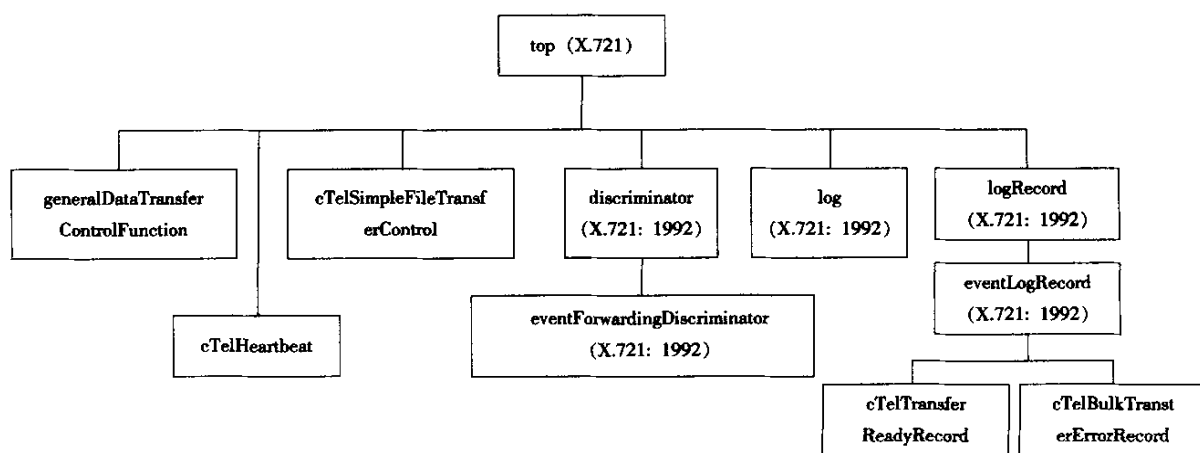 top (X.721)
generalDataTransfer
ControlFunction
cTelSimpleFileTransf
erControl
discriminator
(X.721: 1992)
log
(X.721: 1992)
logRecord
(X.721: 1992)
cTelHeartbeat
eventForwardingDiscriminator
(X.721: 1992)
eventLogRecord
(X.721: 1992)
cTelTransfer
ReadyRecord
cTelBulkTranst
erErrorRecord